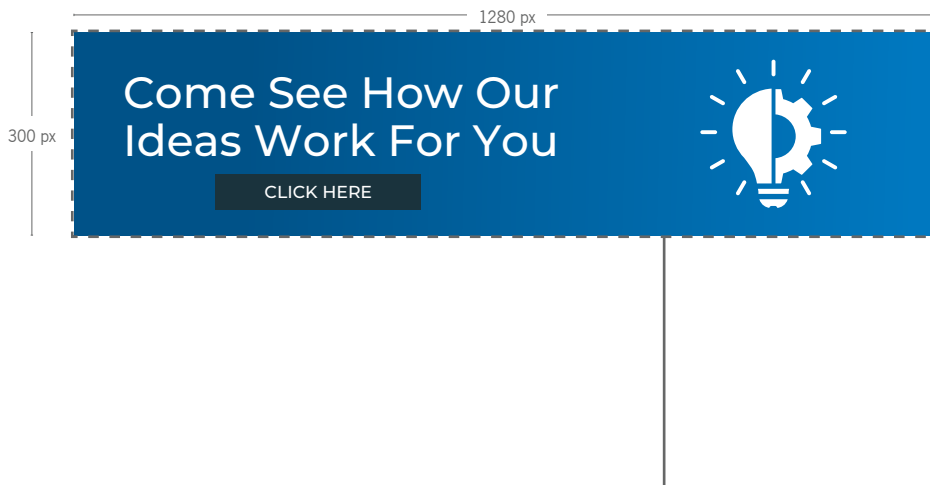 1280 px
300 px
Come See How Our
Ideas Work For You
CLICK HERE